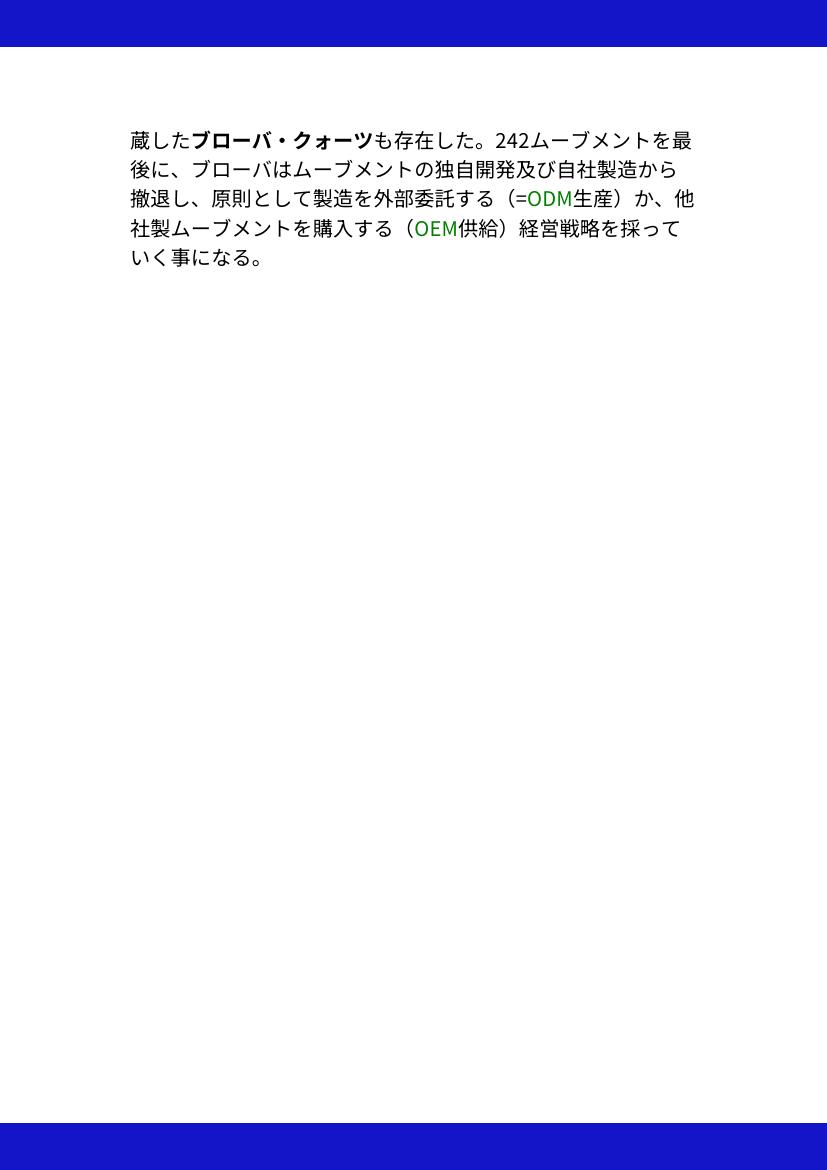 蔵したブローバ・クォーツも存在した。242ムーブメントを最
後に、ブローバはムーブメントの独自開発及び自社製造から
撤退し、原則として製造を外部委託する（=ODM生産）か、他
社製ムーブメントを購入する（OEM供給）経営戦略を採って
いく事になる。